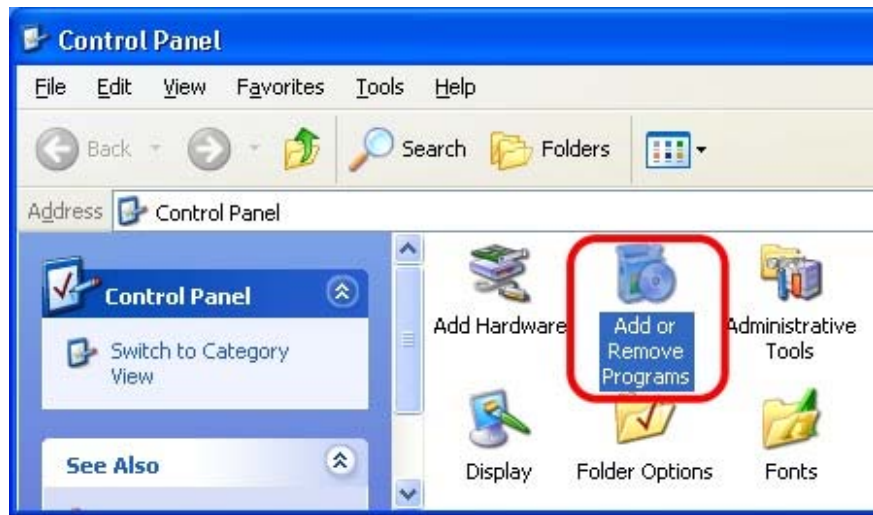 Control Panel
File Edit View Favorites Tools Help
Back Search Folders
Address Control Panel
Control Panel
Switch to Category
View
See Also
Add Hardware
Add or
Remove
Programs
Administrative
Tools
Display
Folder Options
Fonts